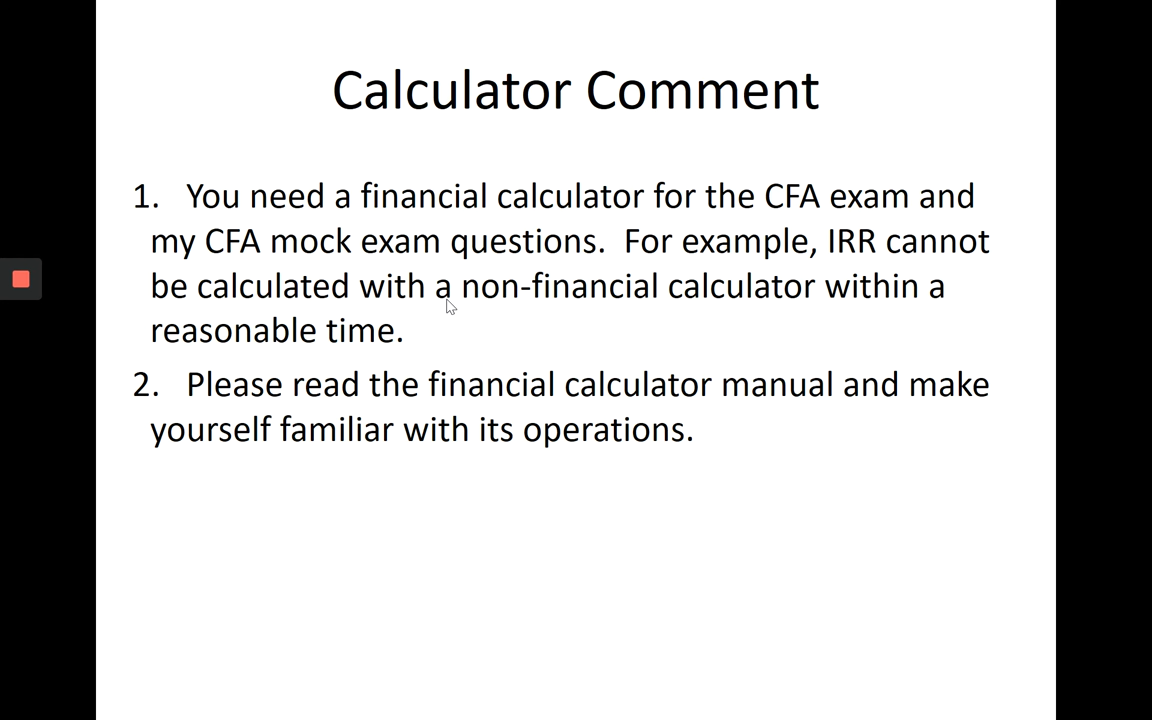 Calculator Comment
1. You need a financial calculator for the CFA exam and
my CFA mock exam questions.  For example, IRR cannot
be calculated with a non-financial calculator within a
reasonable time.
2. Please read the financial calculator manual and make
yourself familiar with its operations.